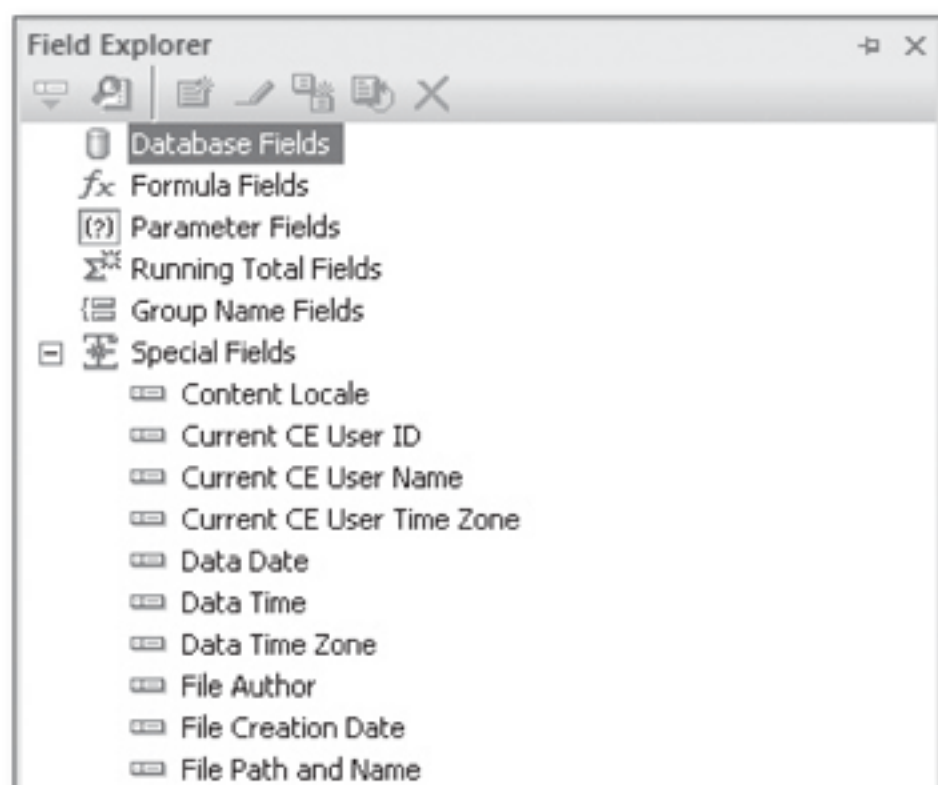 Field Explorer
Database Fields
fx Formula Fields
(?) Parameter Fields
Σ Running Total Fields
Group Name Fields
Special Fields
Content Locale
Current CE User ID
Current CE User Name
Current CE User Time Zone
Data Date
Data Time
Data Time Zone
File Author
File Creation Date
File Path and Name